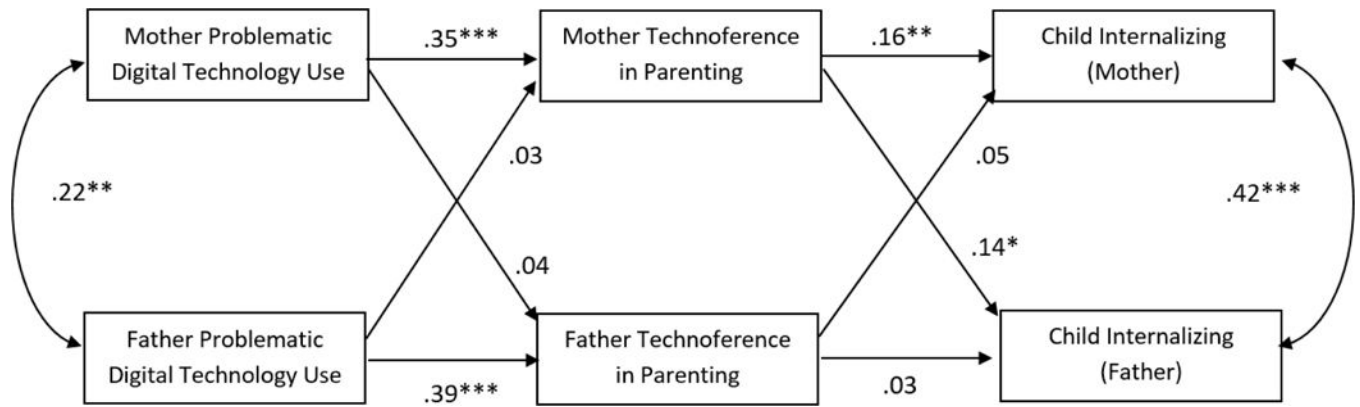 Mother Problematic
Digital Technology Use
.35***
Mother Technoference
in Parenting
.16**
Child Internalizing
(Mother)
.22**
.03
.04
.05
.14*
.42***
Father Problematic
Digital Technology Use
.39***
Father Technoference
in Parenting
.03
Child Internalizing
(Father)